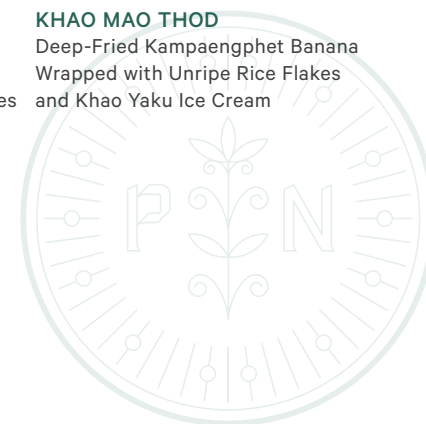 KHAO MAO THOD
Deep-Fried Kampaengphet Banana
Wrapped with Unripe Rice Flakes
es and Khao Yaku Ice Cream
P N